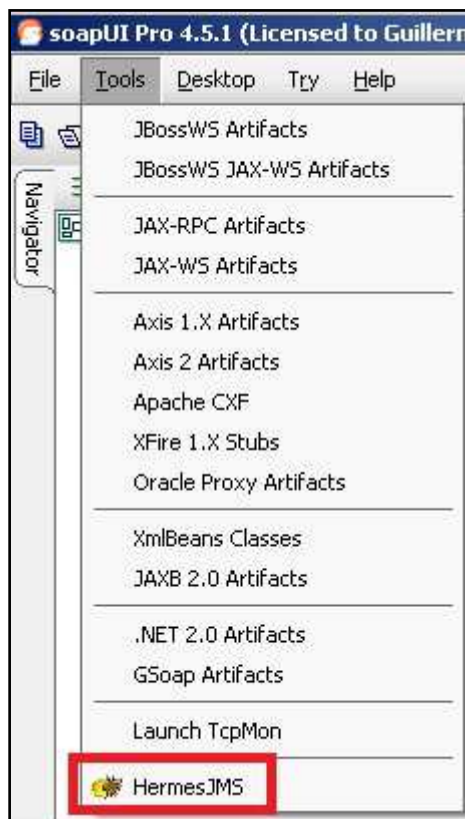 soapUI Pro 4.5.1 (Licensed to Guillerm
File Tools Desktop Try Help
JBossWS Artifacts
JBossWS JAX-WS Artifacts
Navigator
JAX-RPC Artifacts
JAX-WS Artifacts
Axis 1.X Artifacts
Axis 2 Artifacts
Apache CXF
XFire 1.X Stubs
Oracle Proxy Artifacts
XmlBeans Classes
JAXB 2.0 Artifacts
.NET 2.0 Artifacts
GSoap Artifacts
Launch TcpMon
HermesJMS